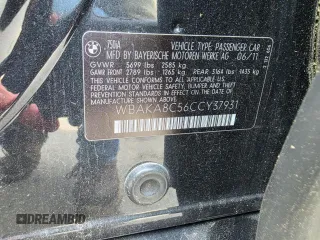 750iA VEHICLE TYPE PASSENGER CAR
MFD BY BAYERISCHE MOTOREN WERKE AG 06/11
GVWR 5699 lbs 2585 kg
GAWR FRONT 2789 lbs 1265 kg REAR 3164 lbs 1435 kg
THIS VEHICLE CONFORMS TO ALL APPLICABLE
FEDERAL MOTOR VEHICLE SAFETY, BUMPER
AND THEFT PREVENTION STANDARDS IN EFFECT
ON THE DATE OF MANUFACTURE SHOWN ABOVE
WBAKA8C56CCY37931
DREAMBID